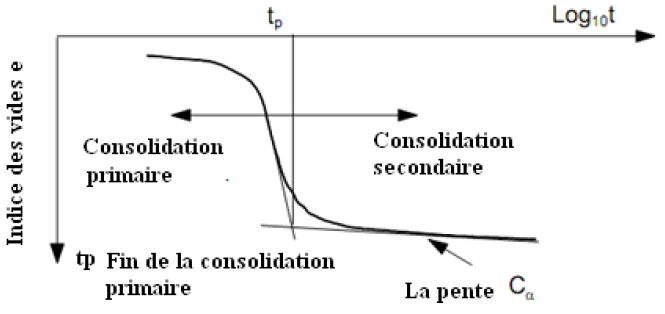 tp
Log10t
Indice des vides e
Consolidation
primaire
Consolidation
secondaire
tp Fin de la consolidation
primaire
La pente Cα